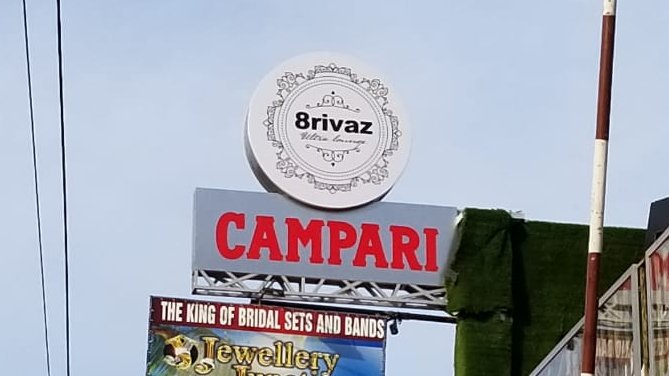 8rivaz
Ultra lounge
CAMPARI
THE KING OF BRIDAL SETS AND BANDS
Jewellery